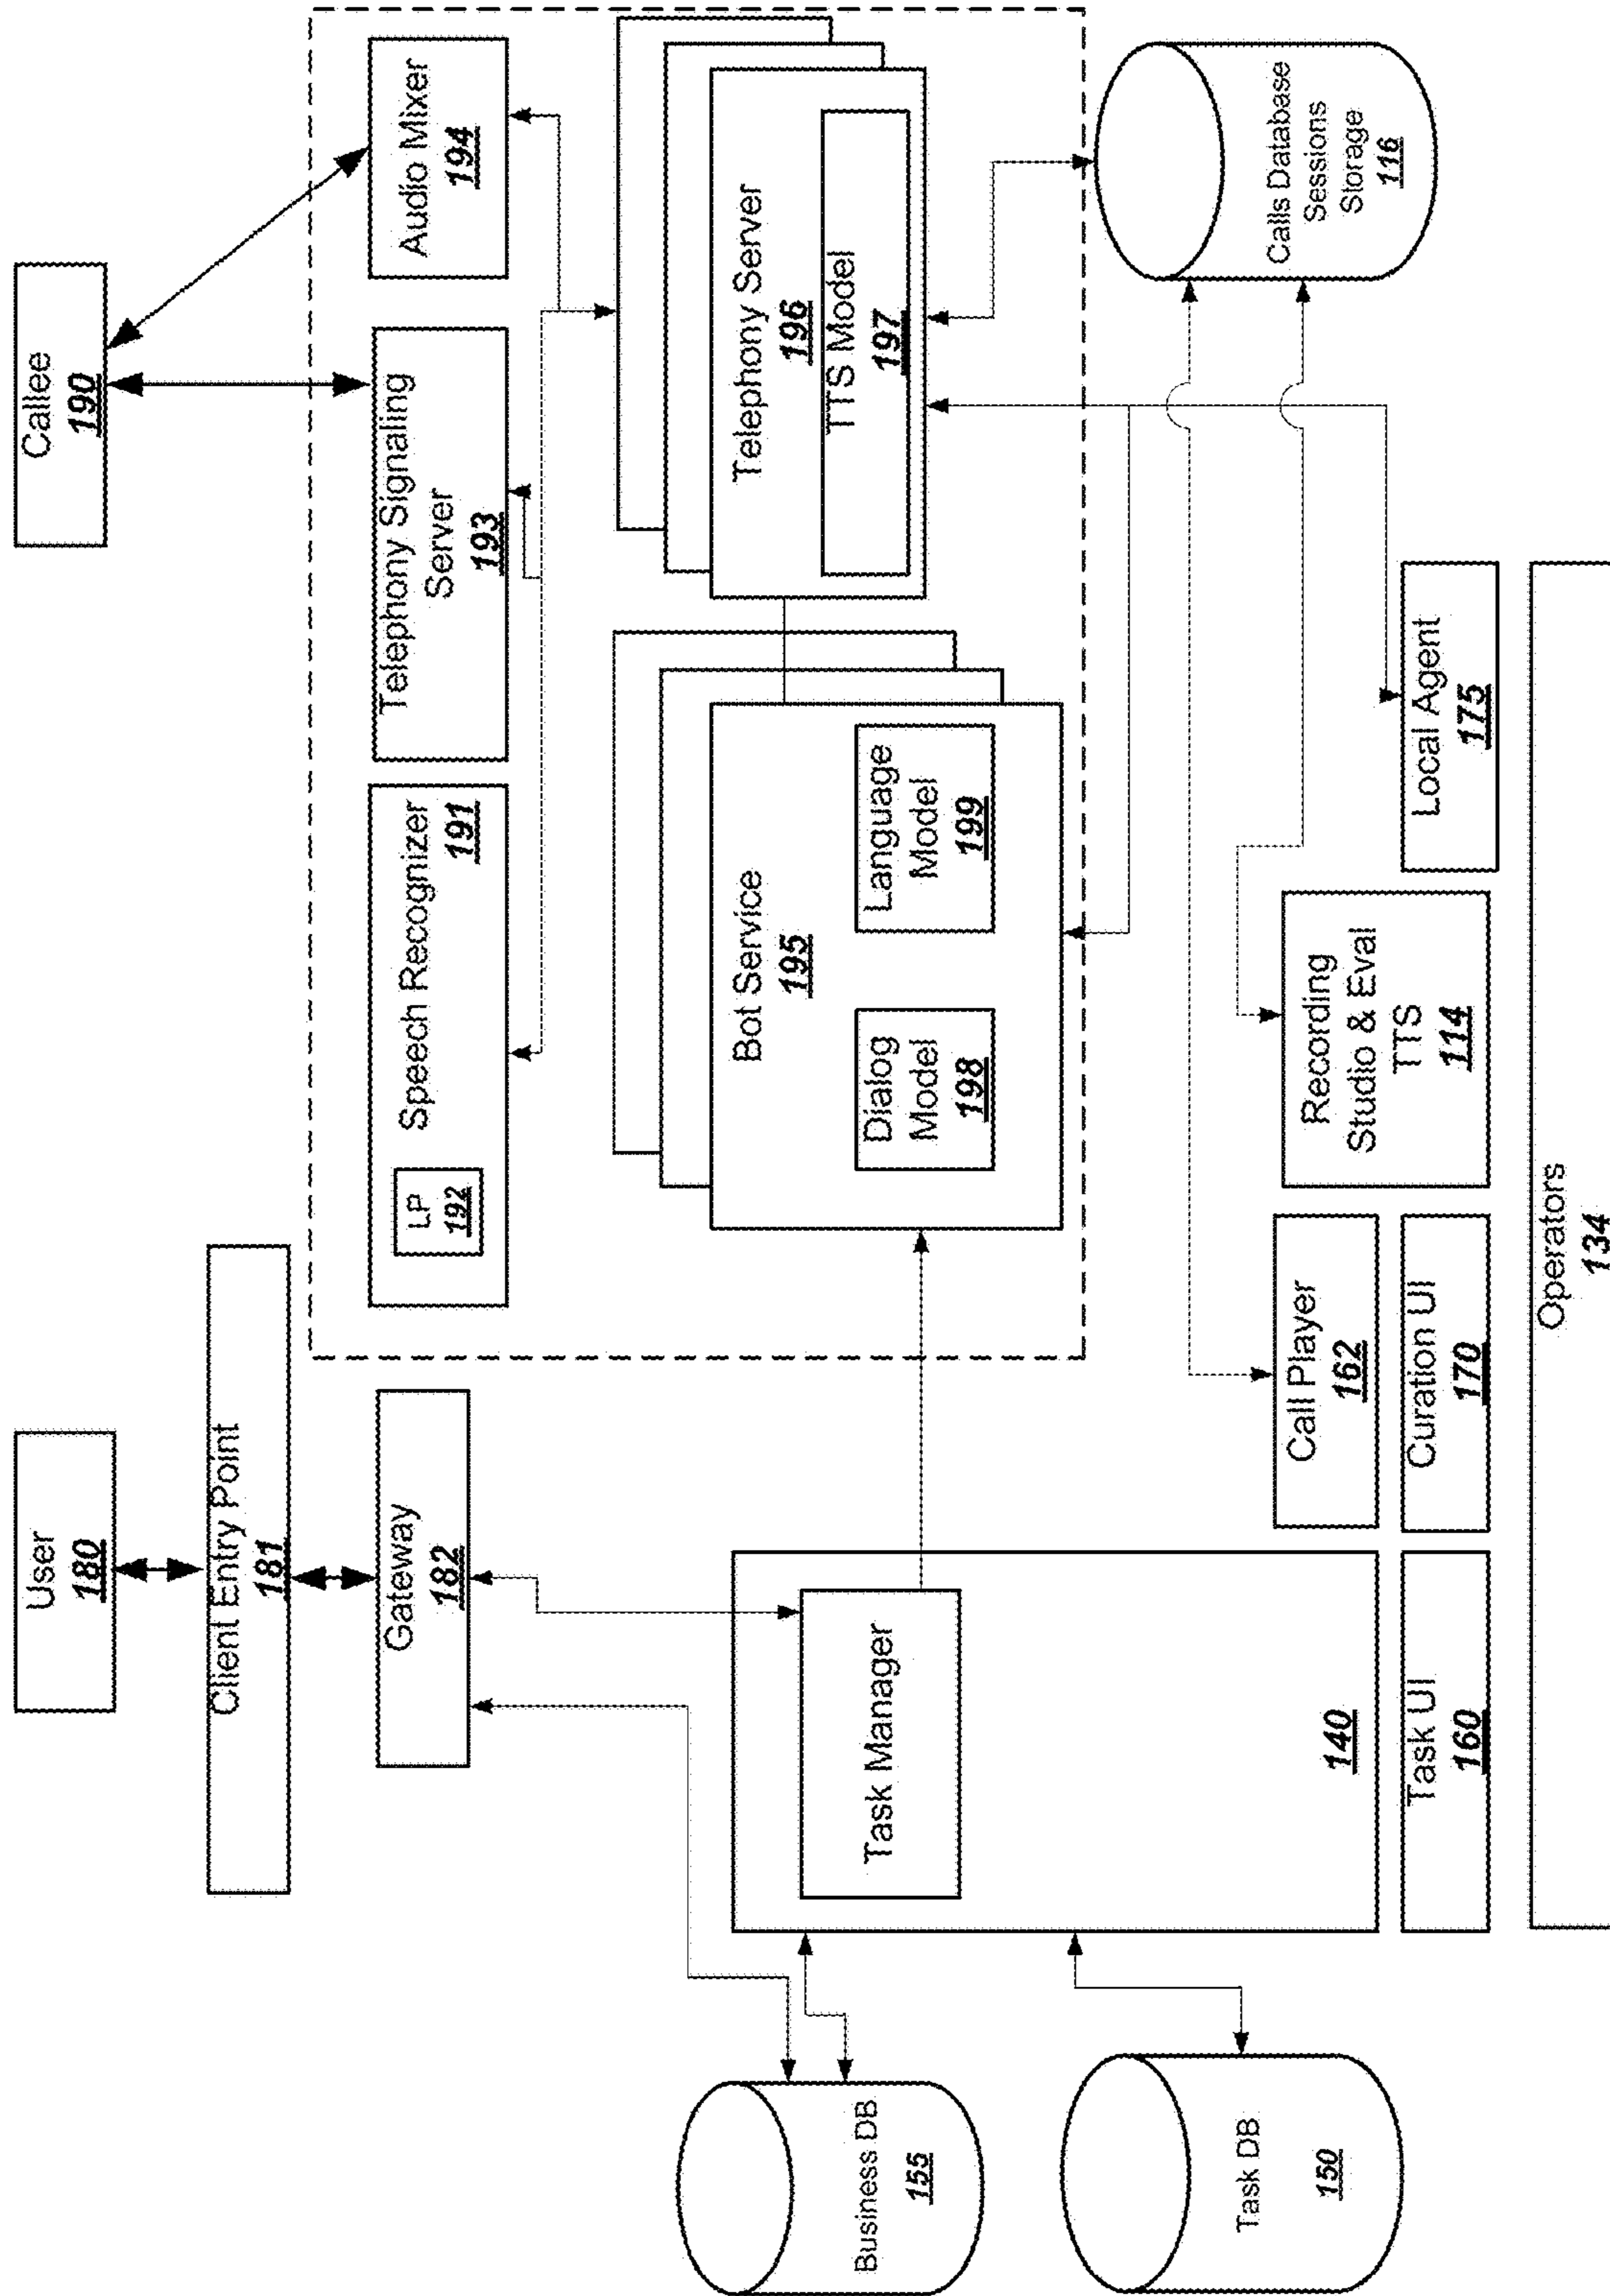 User
180
Callee
190
Client Entry Point
181
Gateway
182
LP
192
Speech Recognizer
191
Telephony Signaling
Server
193
Audio Mixer
194
Bot Service
195
Dialog
Model
198
Language
Model
199
Telephony Server
196
TTS Model
197
Business DB
155
Task DB
150
Task Manager
140
Calls Database
Sessions
Storage
116
Task UI
160
Call Player
162
Curation UI
170
Recording
Studio & Eval
TTS
114
Local Agent
175
Operators
134